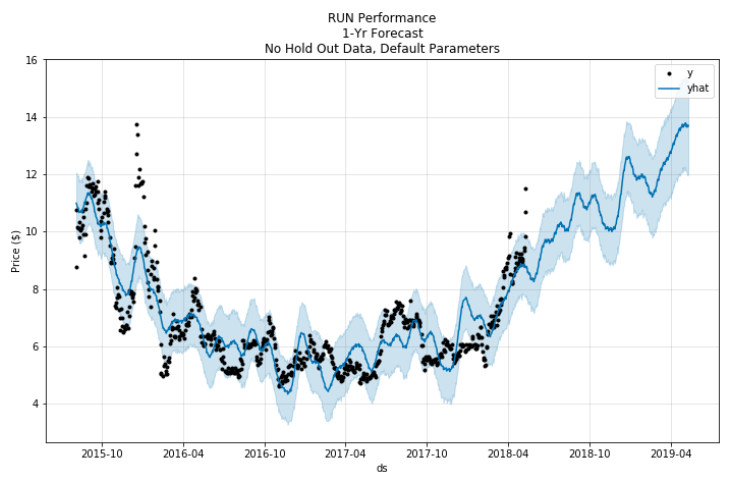 RUN Performance
1-Yr Forecast
No Hold Out Data, Default Parameters
16
14
12
10
8
6
4
Price ($)
y
yhat
2015-10
2016-04
2016-10
2017-04
2017-10
2018-04
2018-10
2019-04
ds